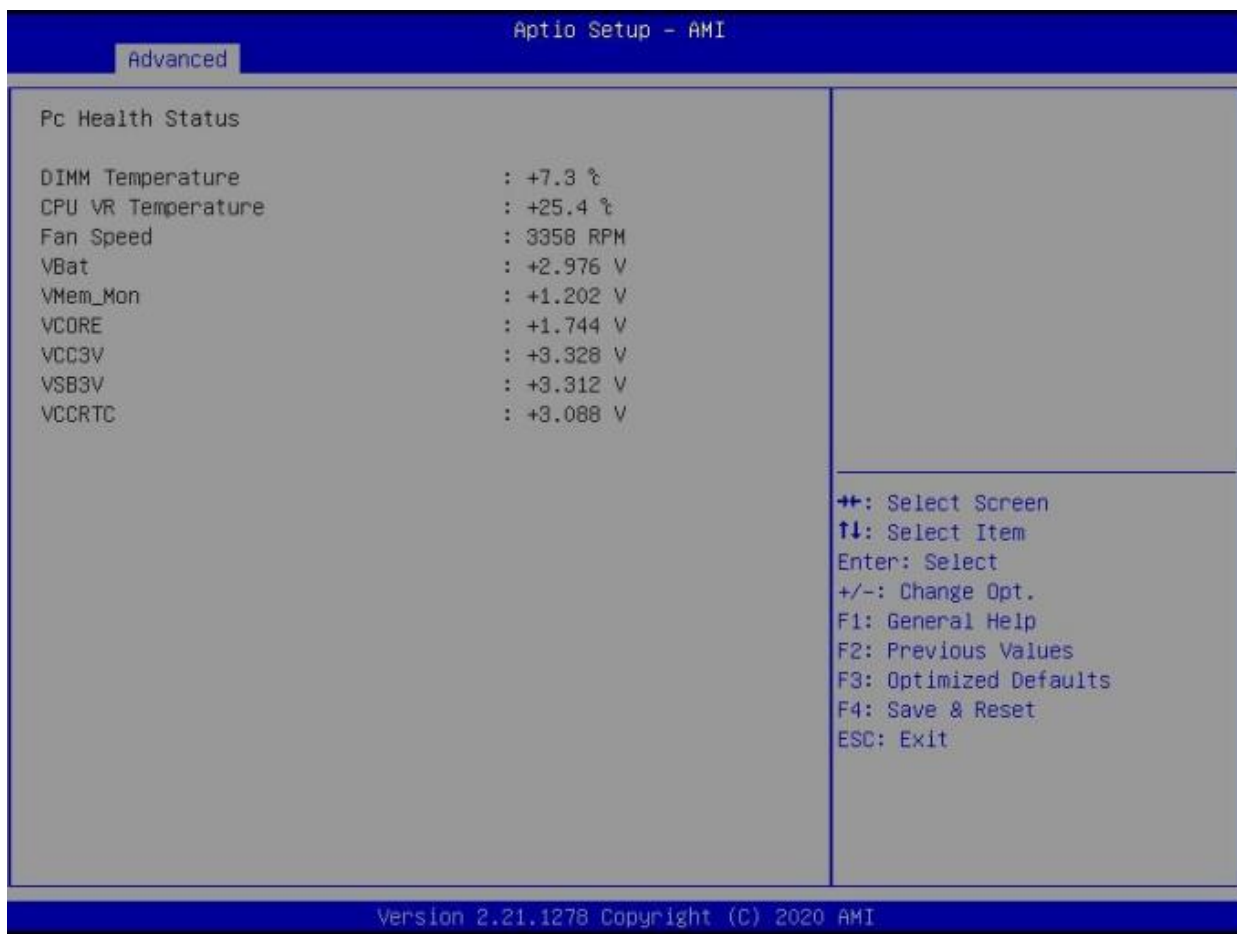 Aptio Setup - AMI
Advanced
Pc Health Status
DIMM Temperature : +7.3 ℃
CPU VR Temperature : +25.4 ℃
Fan Speed : 3358 RPM
VBat : +2.976 V
VMem_Mon : +1.202 V
VCORE : +1.744 V
VCC3V : +3.328 V
VSB3V : +3.312 V
VCCRTC : +3.088 V
→←: Select Screen
↑↓: Select Item
Enter: Select
+/-: Change Opt.
F1: General Help
F2: Previous Values
F3: Optimized Defaults
F4: Save & Reset
ESC: Exit
Version 2.21.1278 Copyright (C) 2020 AMI